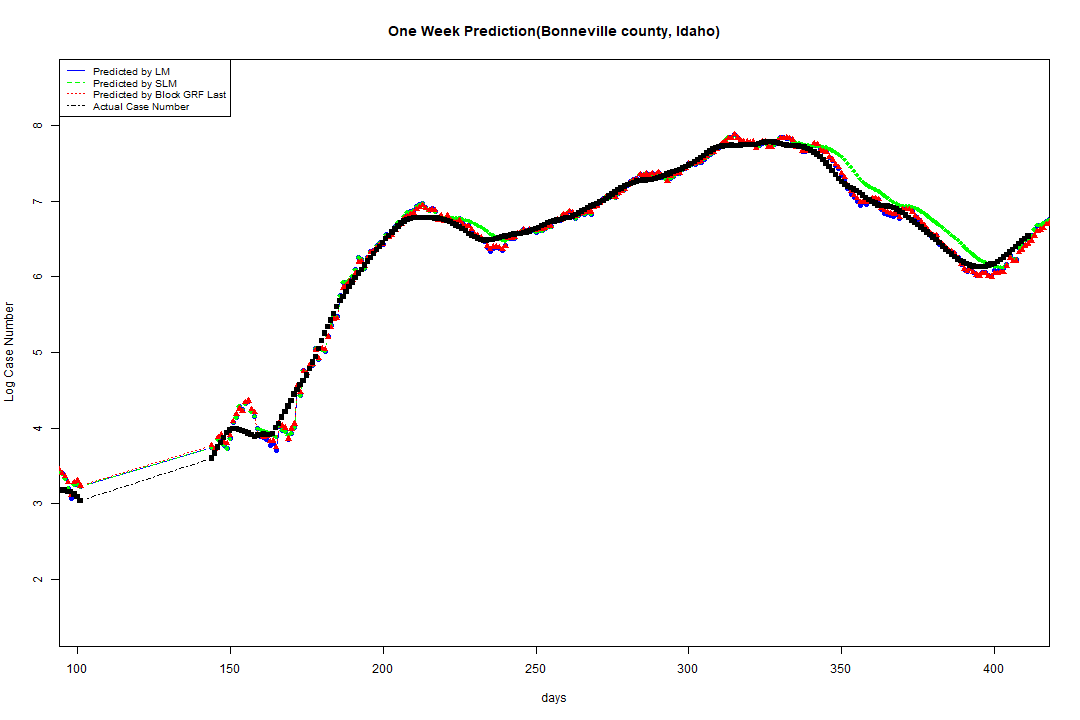 One Week Prediction(Bonneville county, Idaho)
Predicted by LM
Predicted by SLM
Predicted by Block GRF Last
Actual Case Number
8
7
6
5
4
3
2
Log Case Number
100 150 200 250 300 350 400
days